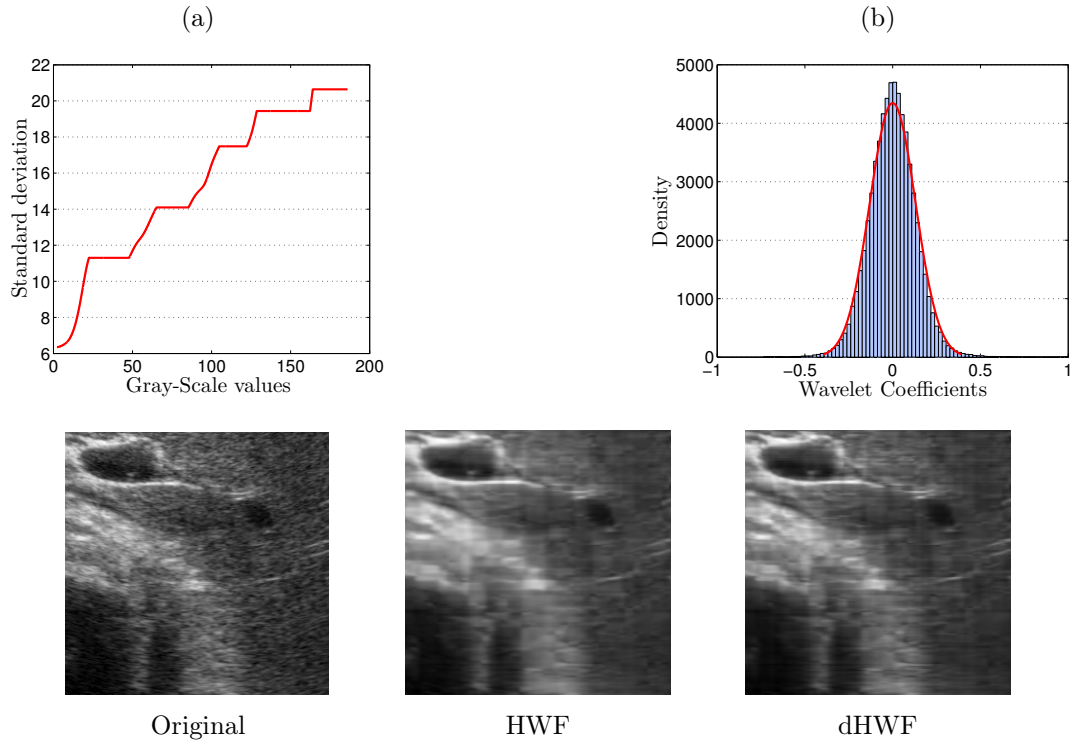 (a)
(b)
22
20
18
16
14
12
10
8
6
0
50
100
150
200
Standard deviation
Gray-Scale values
5000
4000
3000
2000
1000
0
−1
−0.5
0
0.5
1
Density
Wavelet Coefficients
Original
HWF
dHWF